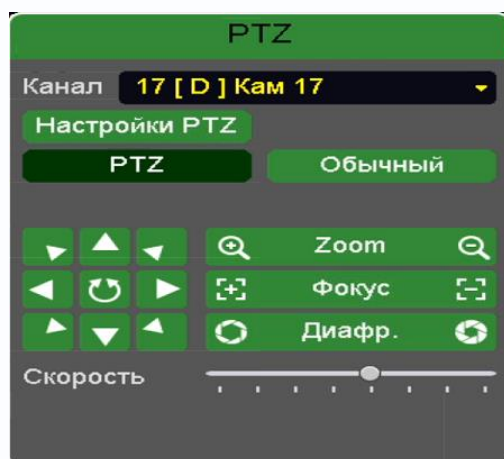 PTZ
Канал 17 [ D ] Кам 17
Настройки PTZ
PTZ Обычный
Zoom
Фокус
Диафр.
Скорость